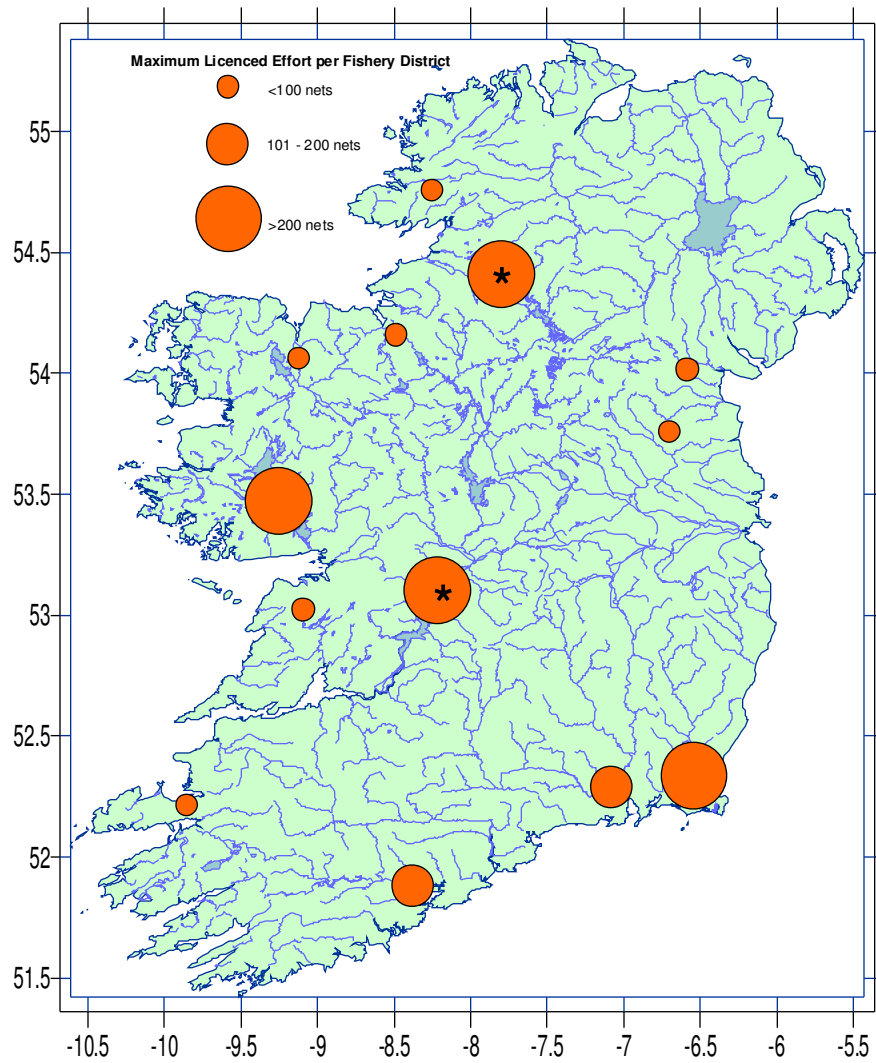 Maximum Licenced Effort per Fishery District
<100 nets
101 - 200 nets
>200 nets
55
54.5
54
53.5
53
52.5
52
51.5
*
*
-10.5 -10 -9.5 -9 -8.5 -8 -7.5 -7 -6.5 -6 -5.5